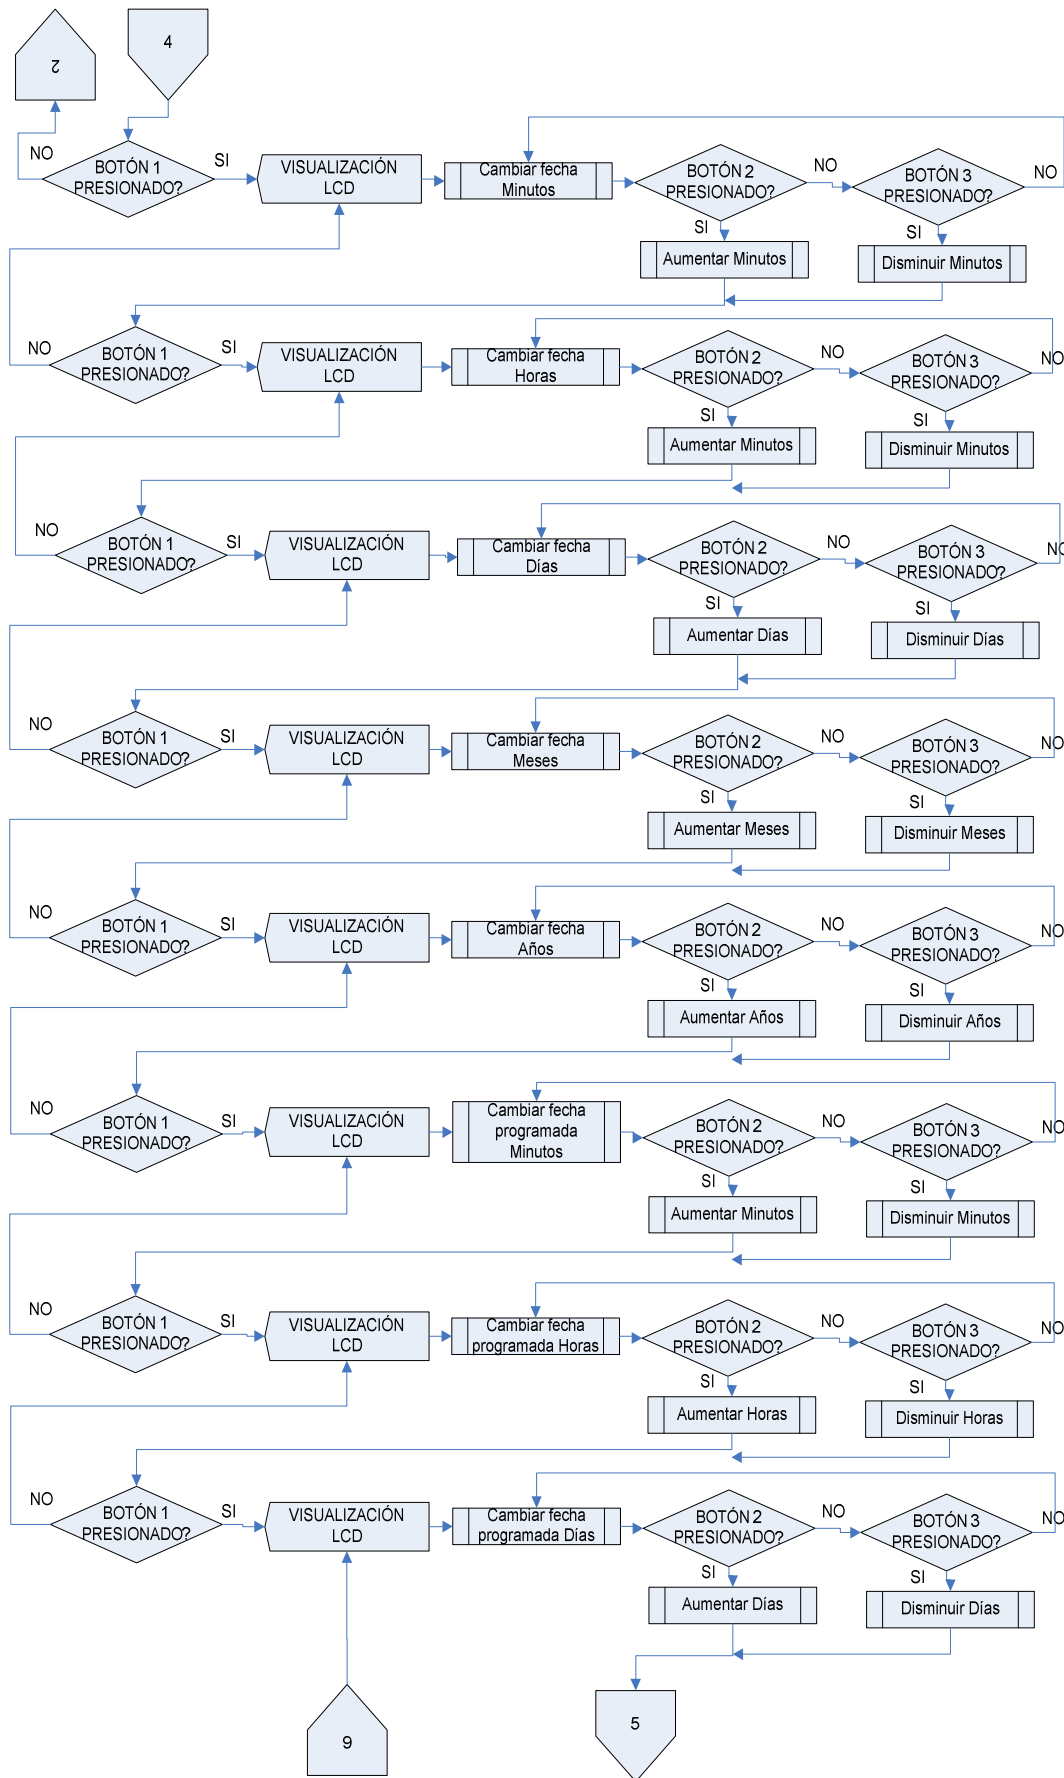 2
4
NO
BOTÓN 1
PRESIONADO?
SI
VISUALIZACIÓN
LCD
Cambiar fecha
Minutos
BOTÓN 2
PRESIONADO?
NO
BOTÓN 3
PRESIONADO?
NO
SI
Aumentar Minutos
SI
Disminuir Minutos
NO
BOTÓN 1
PRESIONADO?
SI
VISUALIZACIÓN
LCD
Cambiar fecha
Horas
BOTÓN 2
PRESIONADO?
NO
BOTÓN 3
PRESIONADO?
NO
SI
Aumentar Minutos
SI
Disminuir Minutos
NO
BOTÓN 1
PRESIONADO?
SI
VISUALIZACIÓN
LCD
Cambiar fecha
Días
BOTÓN 2
PRESIONADO?
NO
BOTÓN 3
PRESIONADO?
NO
SI
Aumentar Días
SI
Disminuir Días
NO
BOTÓN 1
PRESIONADO?
SI
VISUALIZACIÓN
LCD
Cambiar fecha
Meses
BOTÓN 2
PRESIONADO?
NO
BOTÓN 3
PRESIONADO?
NO
SI
Aumentar Meses
SI
Disminuir Meses
NO
BOTÓN 1
PRESIONADO?
SI
VISUALIZACIÓN
LCD
Cambiar fecha
Años
BOTÓN 2
PRESIONADO?
NO
BOTÓN 3
PRESIONADO?
NO
SI
Aumentar Años
SI
Disminuir Años
NO
BOTÓN 1
PRESIONADO?
SI
VISUALIZACIÓN
LCD
Cambiar fecha
programada
Minutos
BOTÓN 2
PRESIONADO?
NO
BOTÓN 3
PRESIONADO?
NO
SI
Aumentar Minutos
SI
Disminuir Minutos
NO
BOTÓN 1
PRESIONADO?
SI
VISUALIZACIÓN
LCD
Cambiar fecha
programada Horas
BOTÓN 2
PRESIONADO?
NO
BOTÓN 3
PRESIONADO?
NO
SI
Aumentar Horas
SI
Disminuir Horas
NO
BOTÓN 1
PRESIONADO?
SI
VISUALIZACIÓN
LCD
Cambiar fecha
programada Días
BOTÓN 2
PRESIONADO?
NO
BOTÓN 3
PRESIONADO?
NO
SI
Aumentar Días
SI
Disminuir Días
9
5